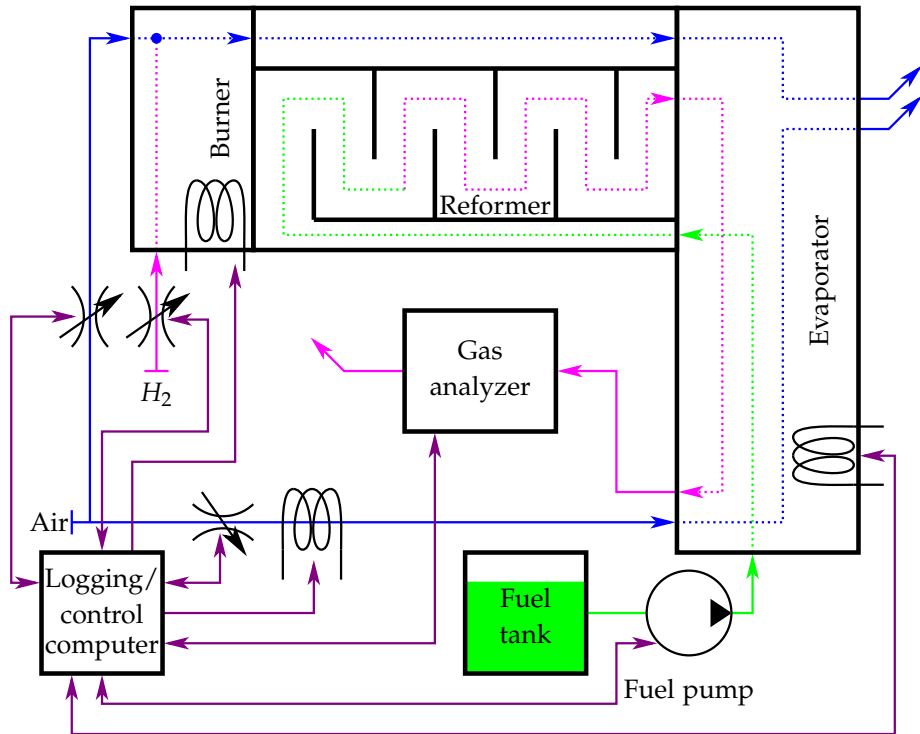 Burner
Reformer
Evaporator
Gas
analyzer
H2
Air
Logging/
control
computer
Fuel
tank
Fuel pump